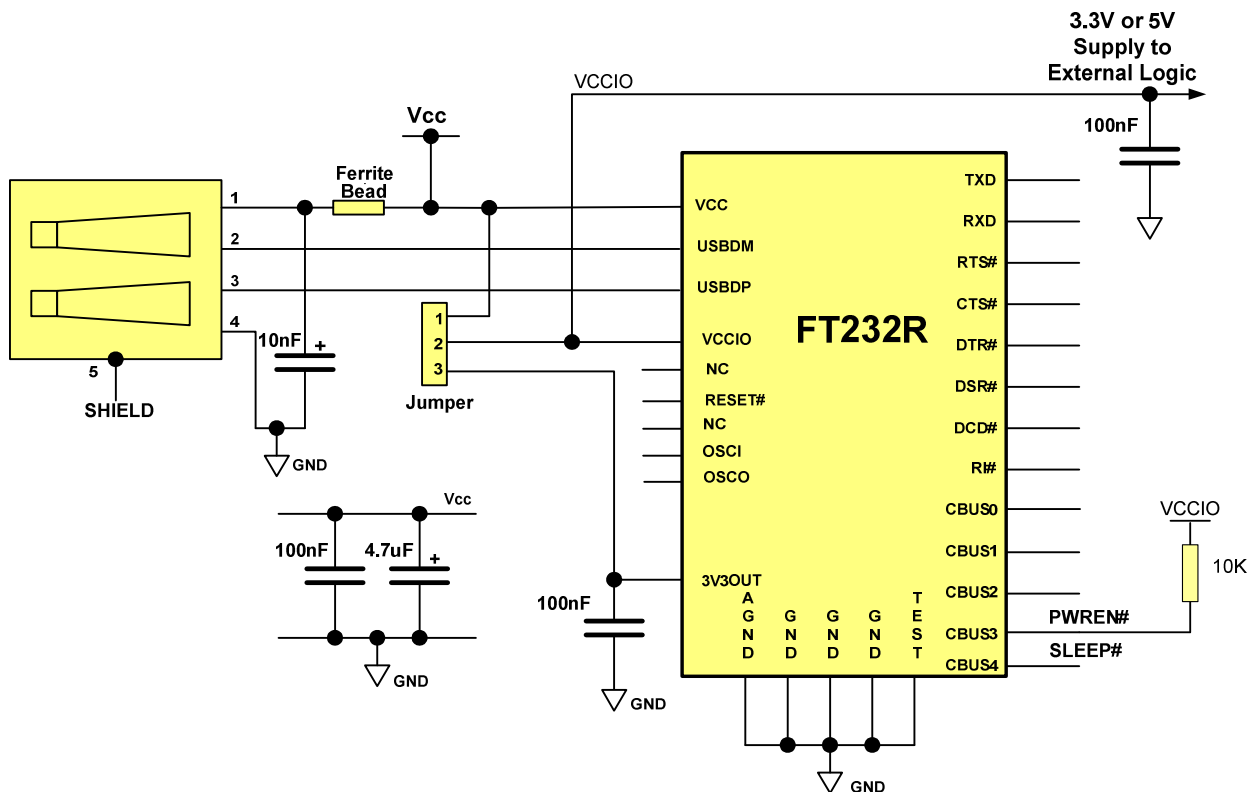 3.3V or 5V
Supply to
External Logic
VCCIO
Vcc
100nF
Ferrite
Bead
1
2
3
4
5
SHIELD
10nF
+
GND
1
2
3
Jumper
VCC
USBDM
USBDP
VCCIO
NC
RESET#
NC
OSCI
OSCO
3V3OUT
FT232R
TXD
RXD
RTS#
CTS#
DTR#
DSR#
DCD#
RI#
CBUS0
CBUS1
CBUS2
CBUS3
CBUS4
AGND
GND
GND
GND
TEST
GND
PWREN#
SLEEP#
VCCIO
10K
Vcc
100nF
4.7uF
+
GND
100nF
GND